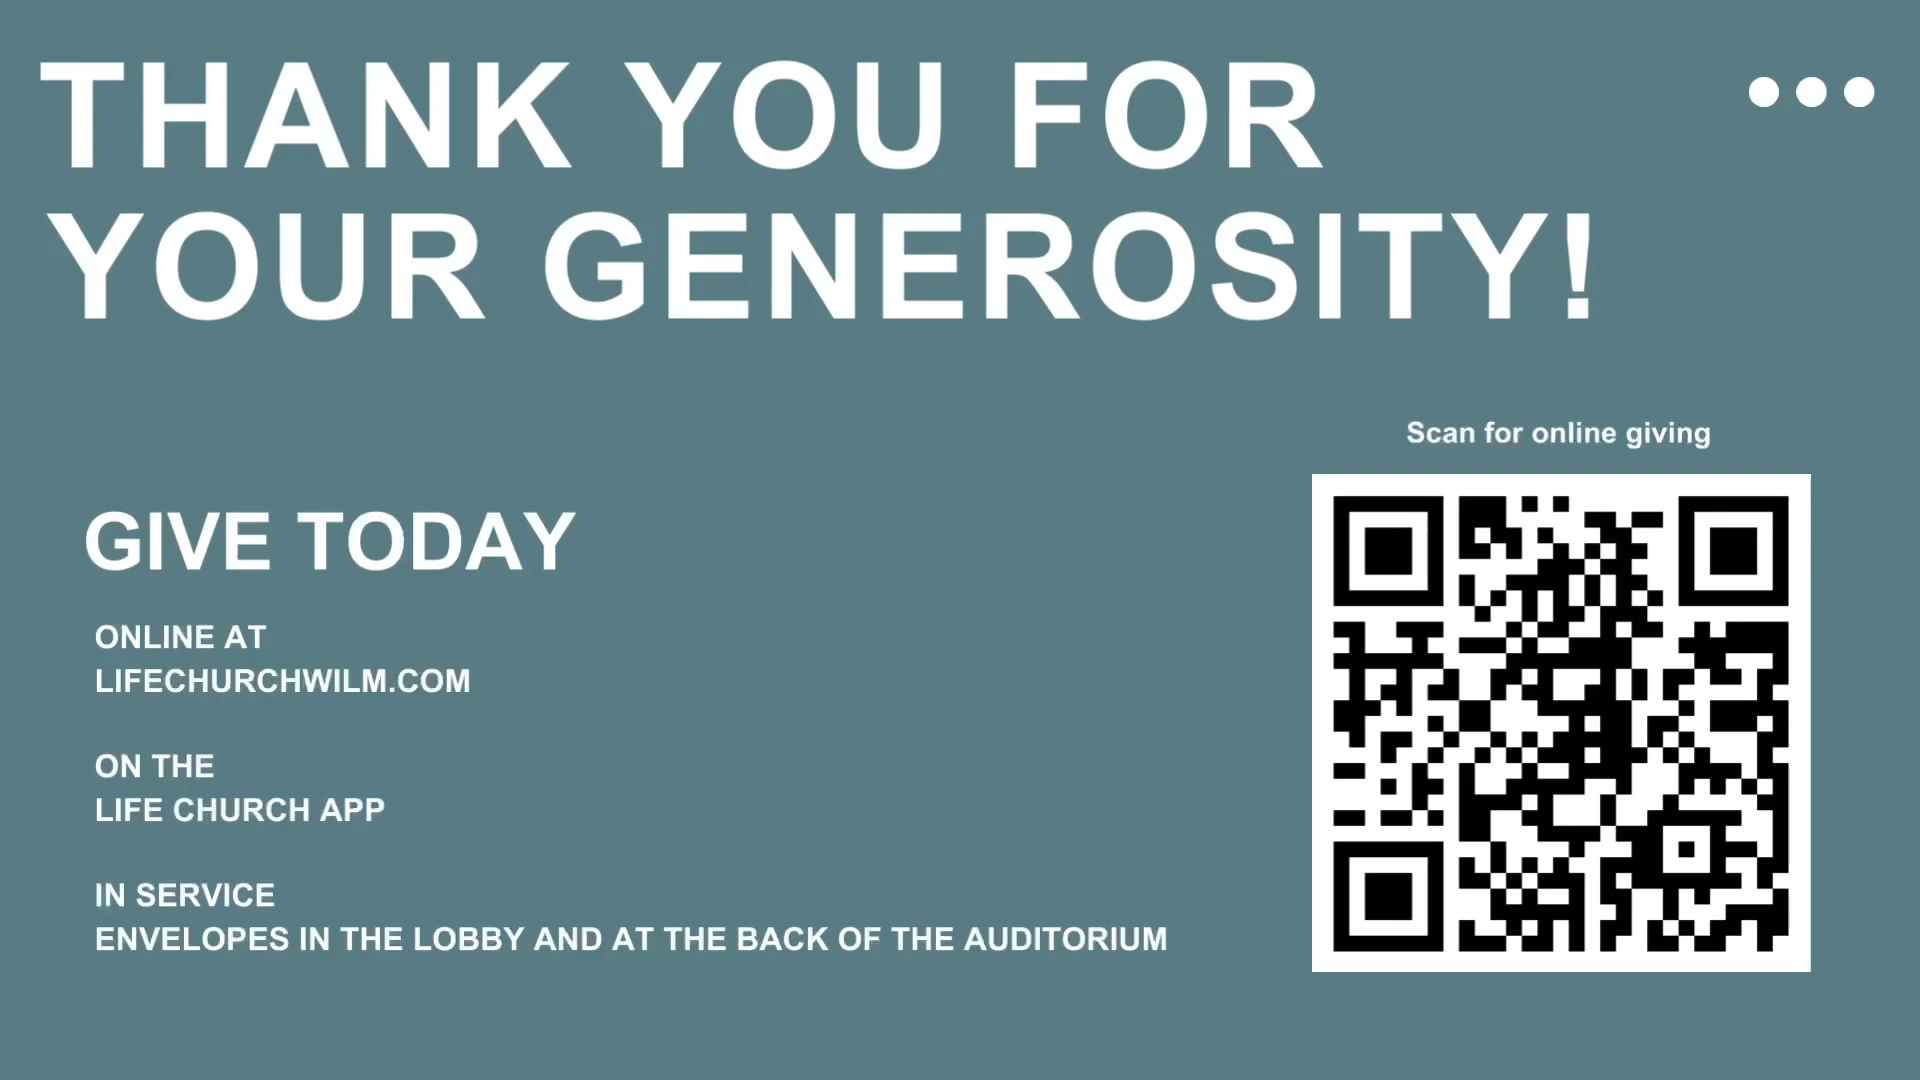 THANK YOU FOR
YOUR GENEROSITY!
Scan for online giving
GIVE TODAY
ONLINE AT
LIFECHURCHWILM.COM
ON THE
LIFE CHURCH APP
IN SERVICE
ENVELOPES IN THE LOBBY AND AT THE BACK OF THE AUDITORIUM